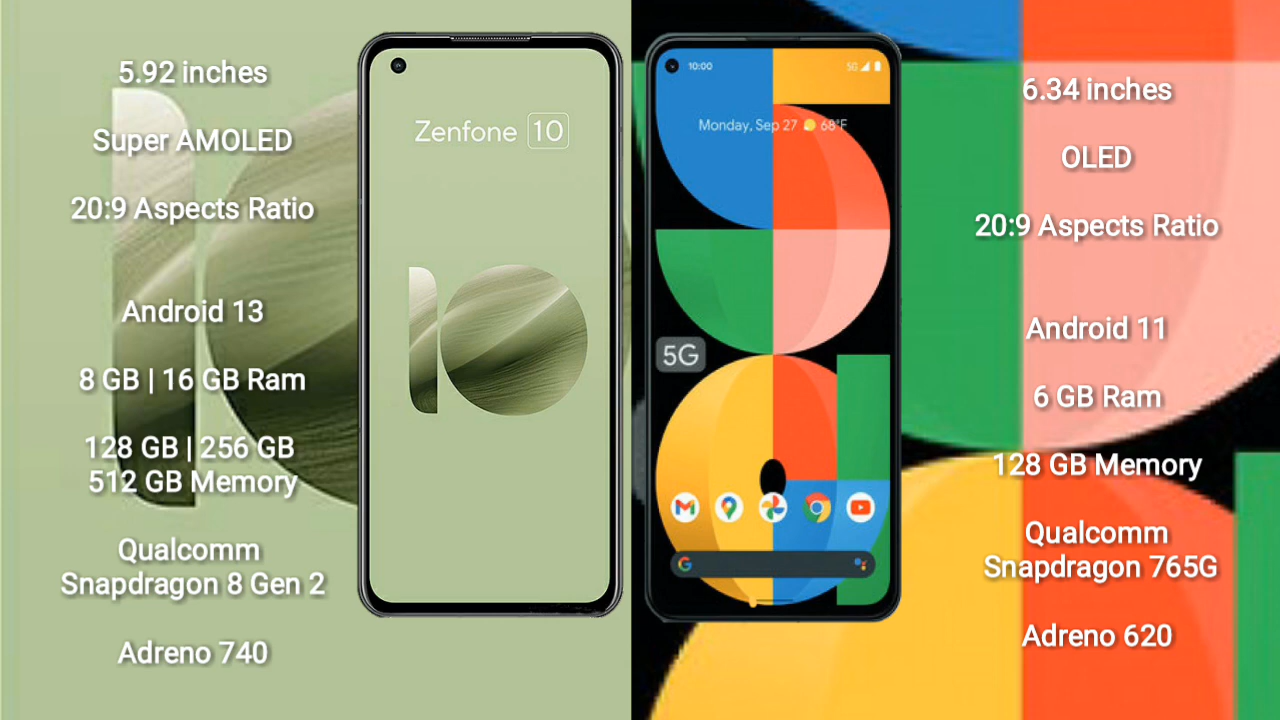 5.92 inches
Super AMOLED
20:9 Aspects Ratio
Android 13
8 GB | 16 GB Ram
128 GB | 256 GB
512 GB Memory
Qualcomm
Snapdragon 8 Gen 2
Adreno 740
Zenfone 10
10
10:00
5G
Monday, Sep 27 68°F
5G
6.34 inches
OLED
20:9 Aspects Ratio
Android 11
6 GB Ram
128 GB Memory
Qualcomm
Snapdragon 765G
Adreno 620